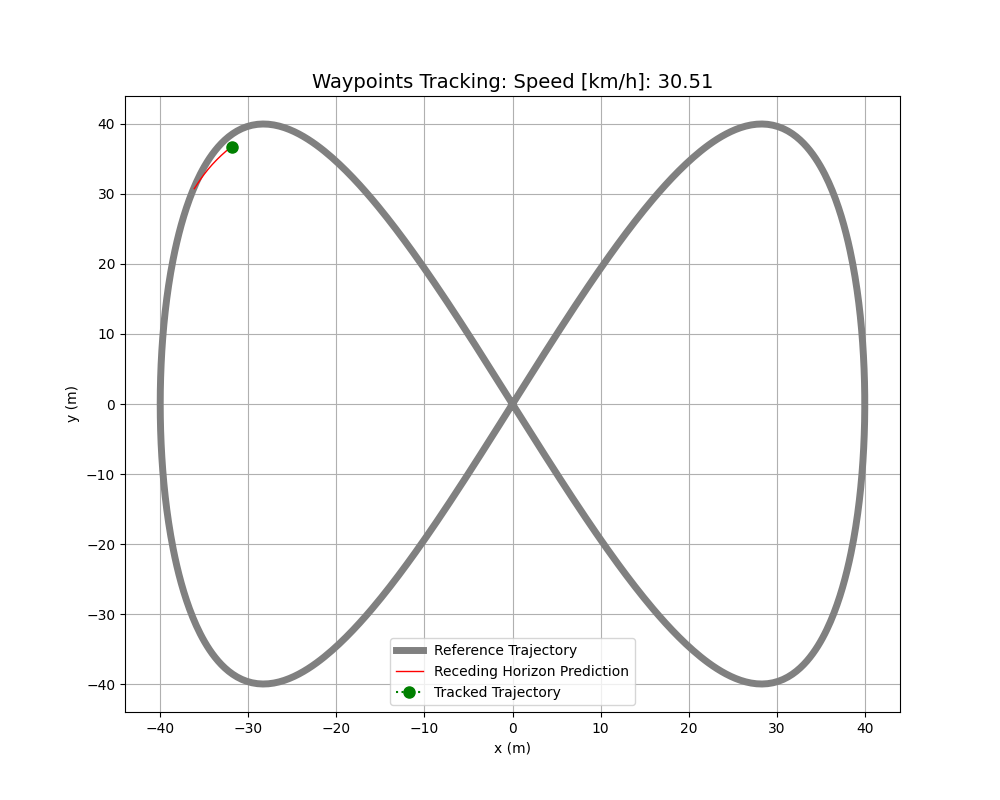 Waypoints Tracking: Speed [km/h]: 30.51
40
30
20
10
0
−10
−20
−30
−40
y (m)
Reference Trajectory
Receding Horizon Prediction
Tracked Trajectory
−40 −30 −20 −10 0 10 20 30 40
x (m)